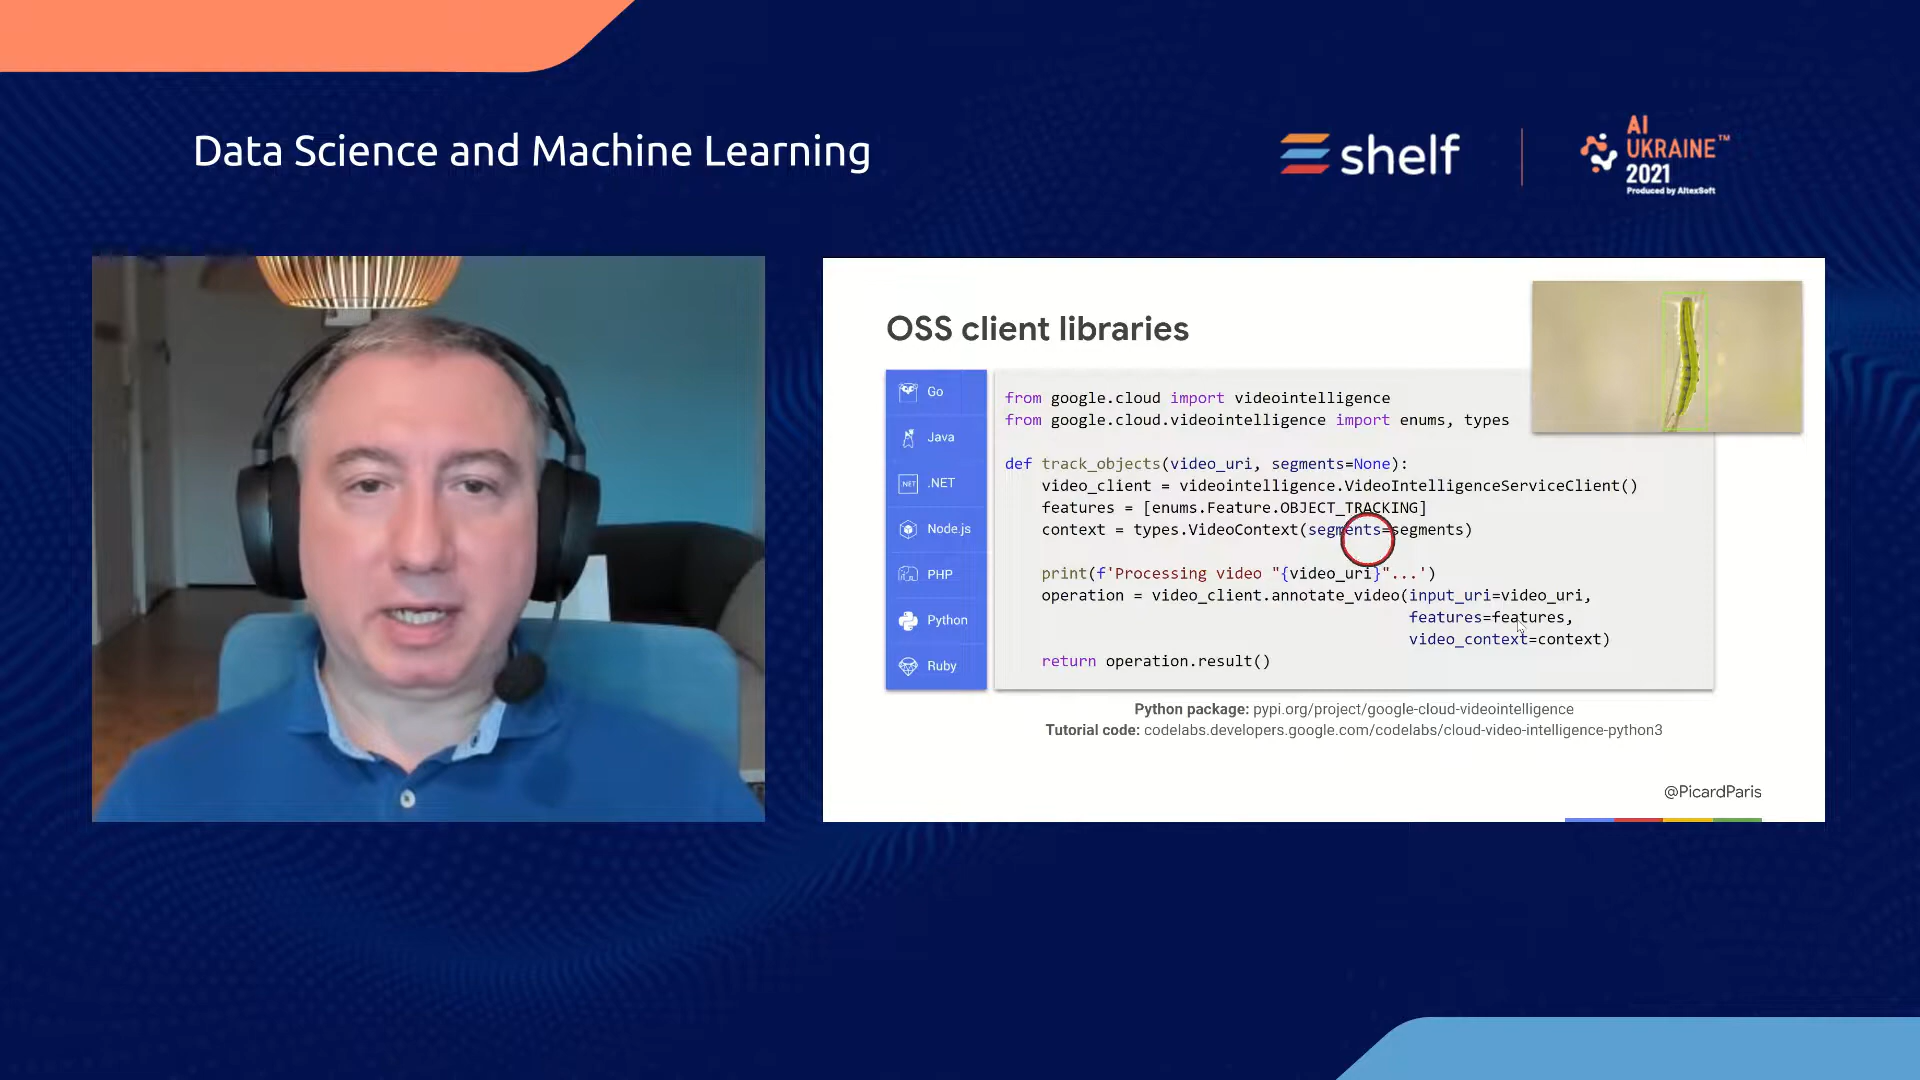 Data Science and Machine Learning
shelf
AI
UKRAINE™
2021
Produced by AltexSoft
OSS client libraries
Go
Java
.NET
Node.js
PHP
Python
Ruby
from google.cloud import videointelligence
from google.cloud.videointelligence import enums, types
def track_objects(video_uri, segments=None):
video_client = videointelligence.VideoIntelligenceServiceClient()
features = [enums.Feature.OBJECT_TRACKING]
context = types.VideoContext(segments=segments)
print(f'Processing video "{video_uri}"...')
operation = video_client.annotate_video(input_uri=video_uri,
features=features,
video_context=context)
return operation.result()
Python package: pypi.org/project/google-cloud-videointelligence
Tutorial code: codelabs.developers.google.com/codelabs/cloud-video-intelligence-python3
@PicardParis